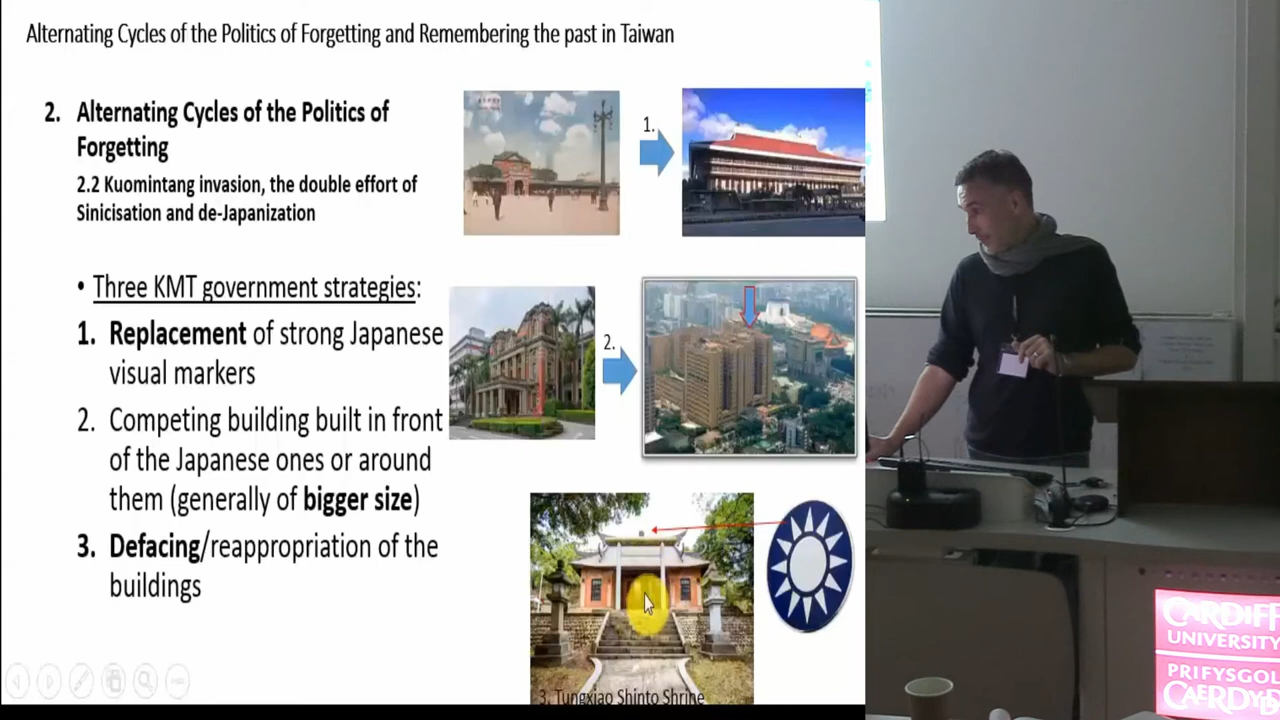 Alternating Cycles of the Politics of Forgetting and Remembering the past in Taiwan
2. Alternating Cycles of the Politics of
Forgetting
2.2 Kuomintang invasion, the double effort of
Sinicisation and de-Japanization
• Three KMT government strategies:
1. Replacement of strong Japanese
visual markers
2. Competing building built in front
of the Japanese ones or around
them (generally of bigger size)
3. Defacing/reappropriation of the
buildings
1.
2.
3. Tungxiao Shinto Shrine
CARDIFF
UNIVERSITY
PRIFYSGOL
CAERDYD